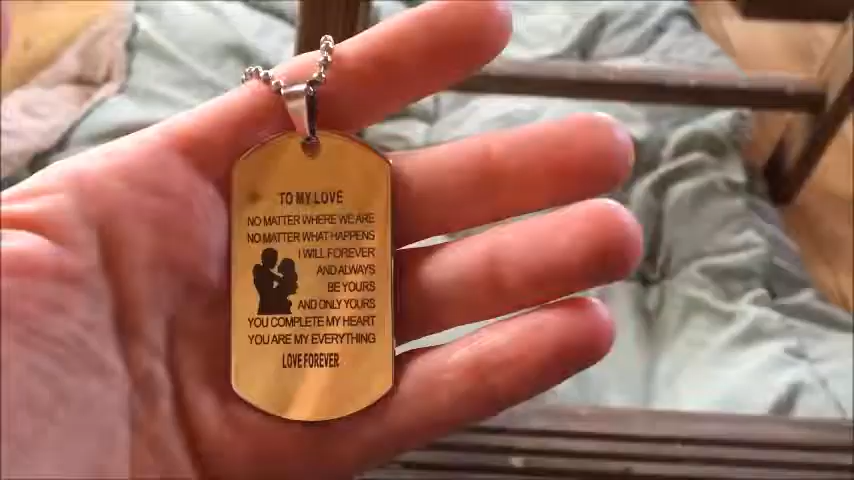 TO MY LOVE
NO MATTER WHERE WE ARE
NO MATTER WHAT HAPPENS
I WILL FOREVER
AND ALWAYS
BE YOURS
AND ONLY YOURS
YOU COMPLETE MY HEART
YOU ARE MY EVERYTHING
LOVE FOREVER